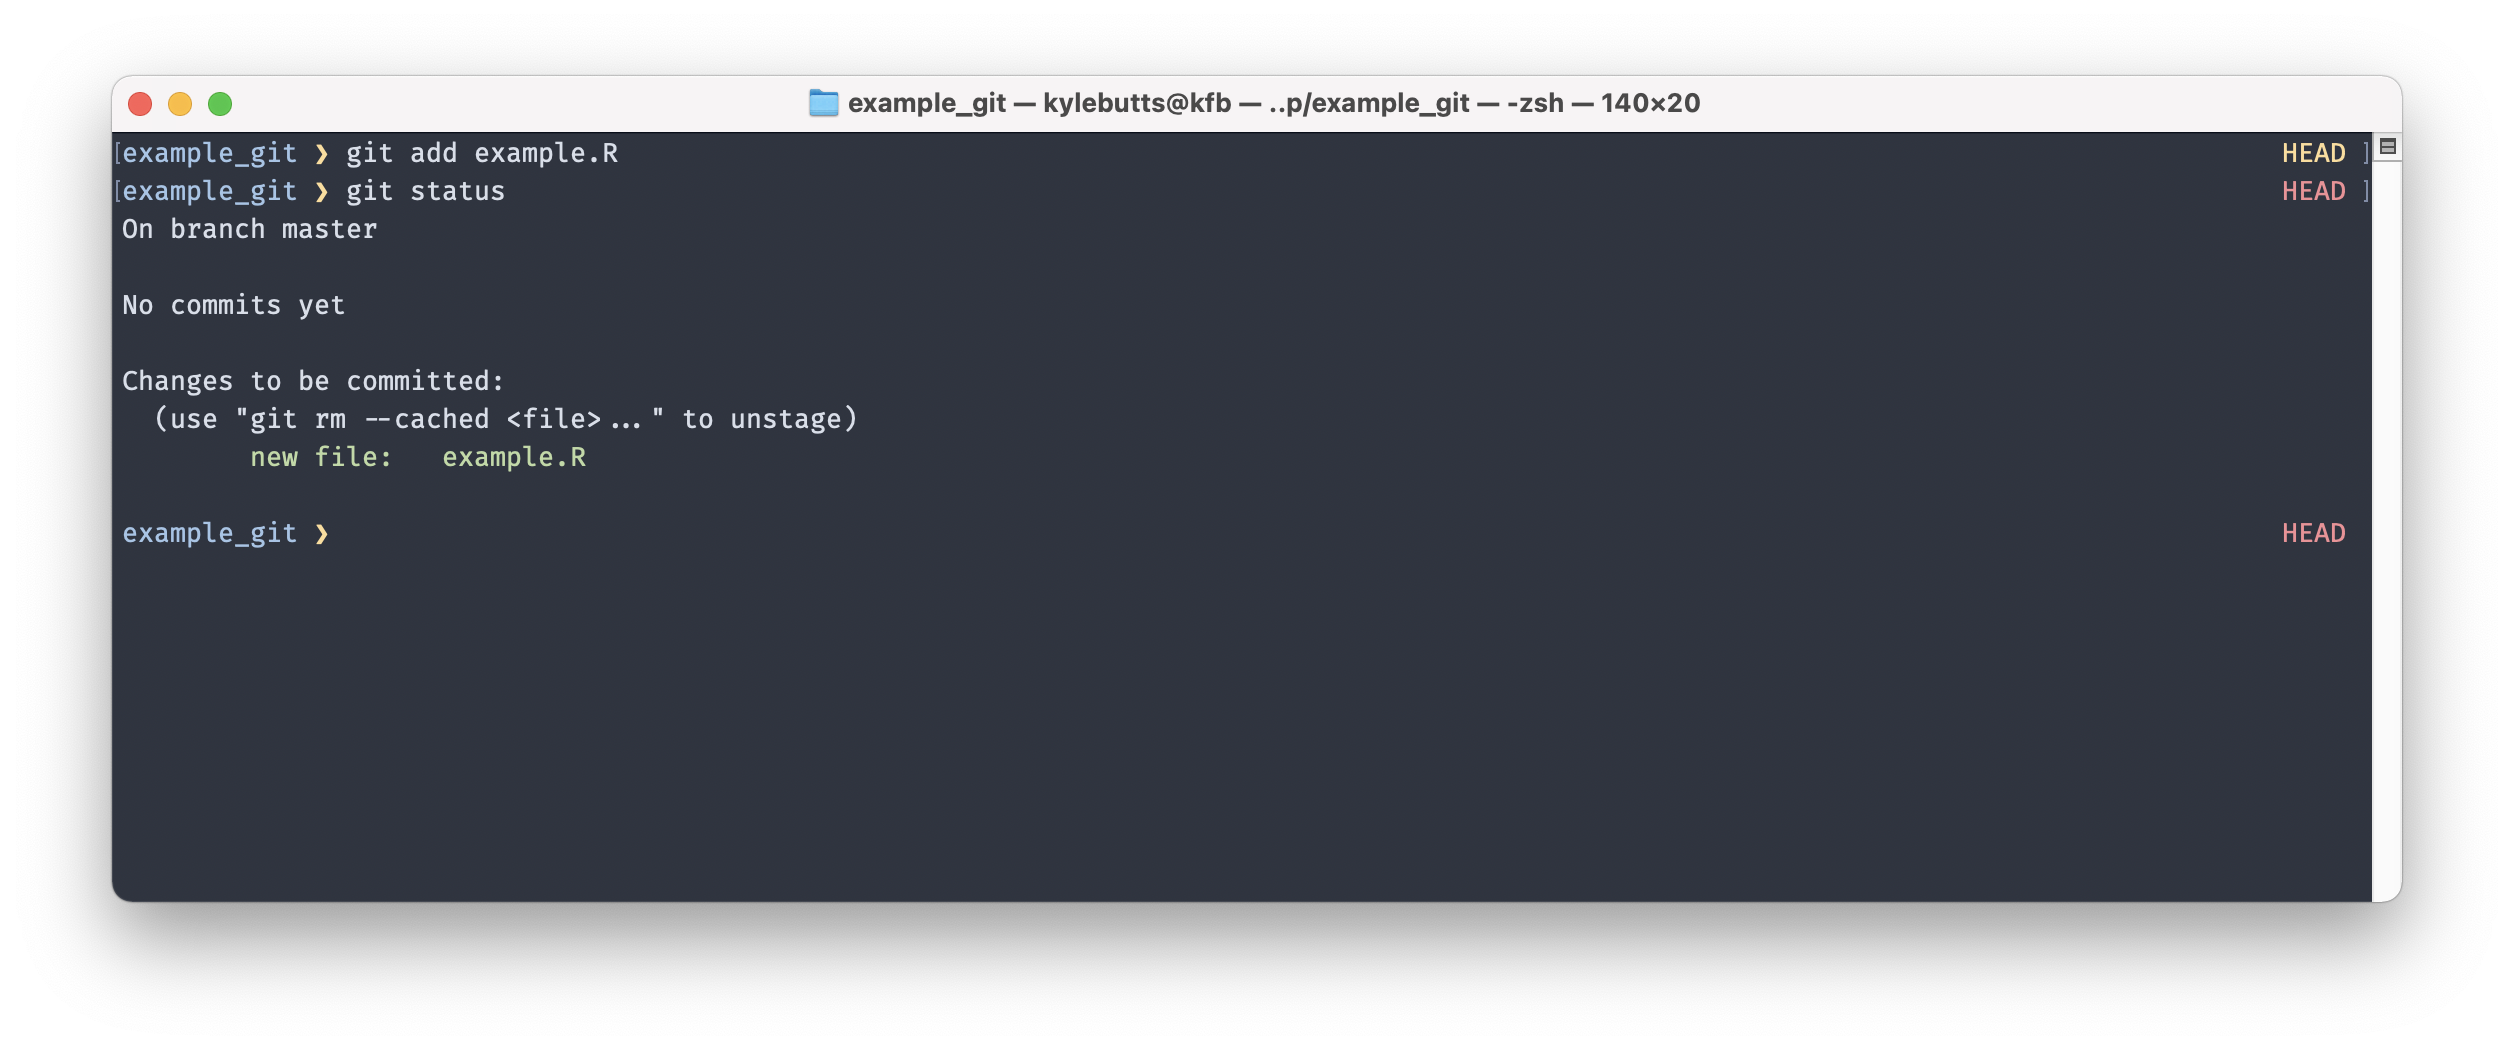 example_git — kylebutts@kfb — ..p/example_git — -zsh — 140×20
[example_git ❯ git add example.R HEAD ]
[example_git ❯ git status HEAD ]
On branch master
No commits yet
Changes to be committed:
(use "git rm --cached <file>..." to unstage)
new file: example.R
example_git ❯ HEAD